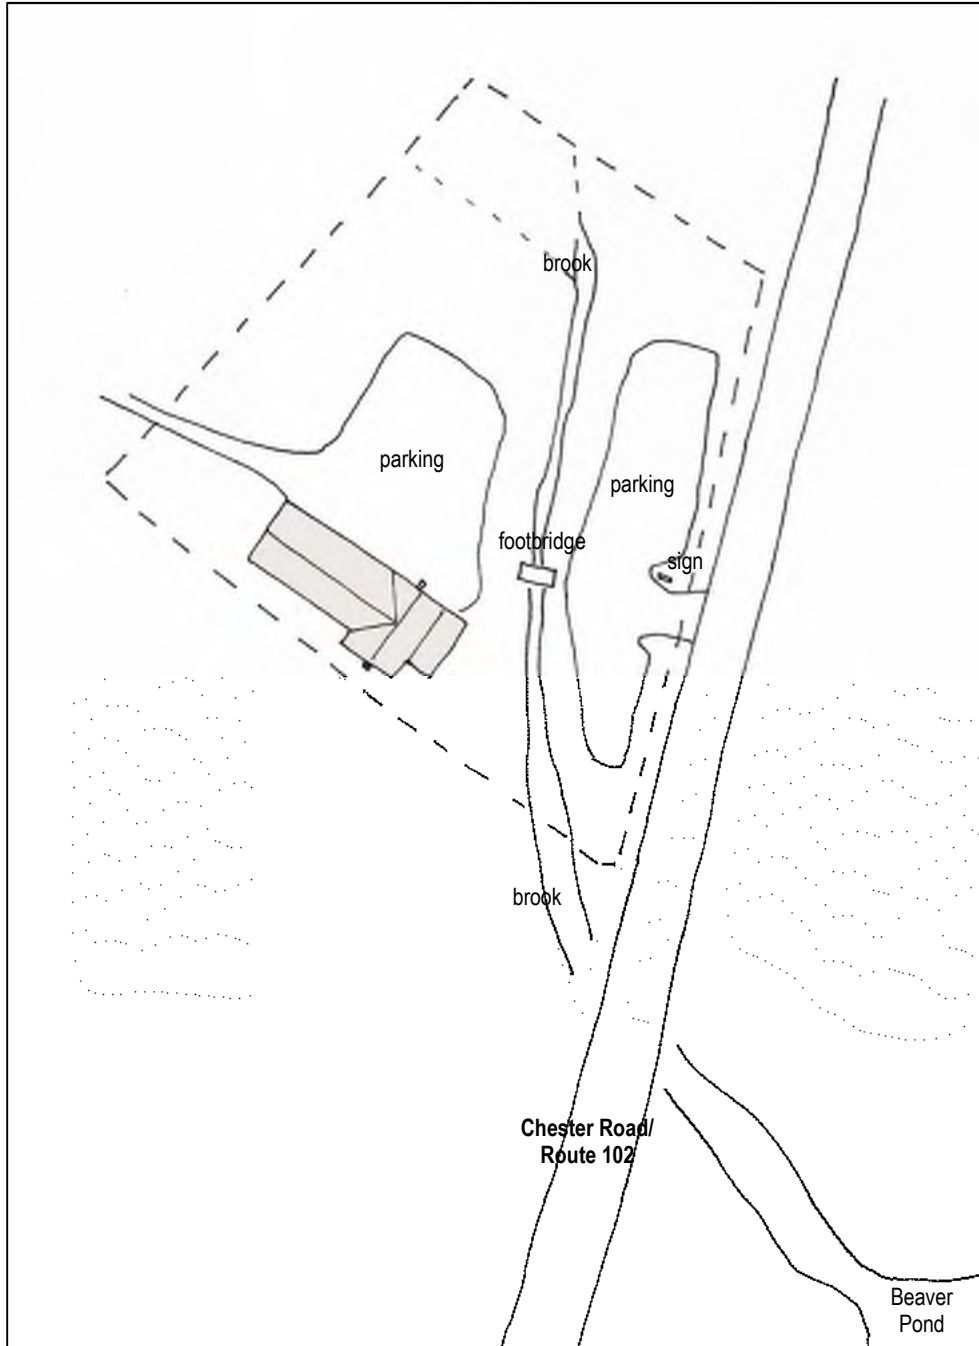 brook
parking
parking
footbridge
sign
brook
Chester Road/
Route 102
Beaver
Pond